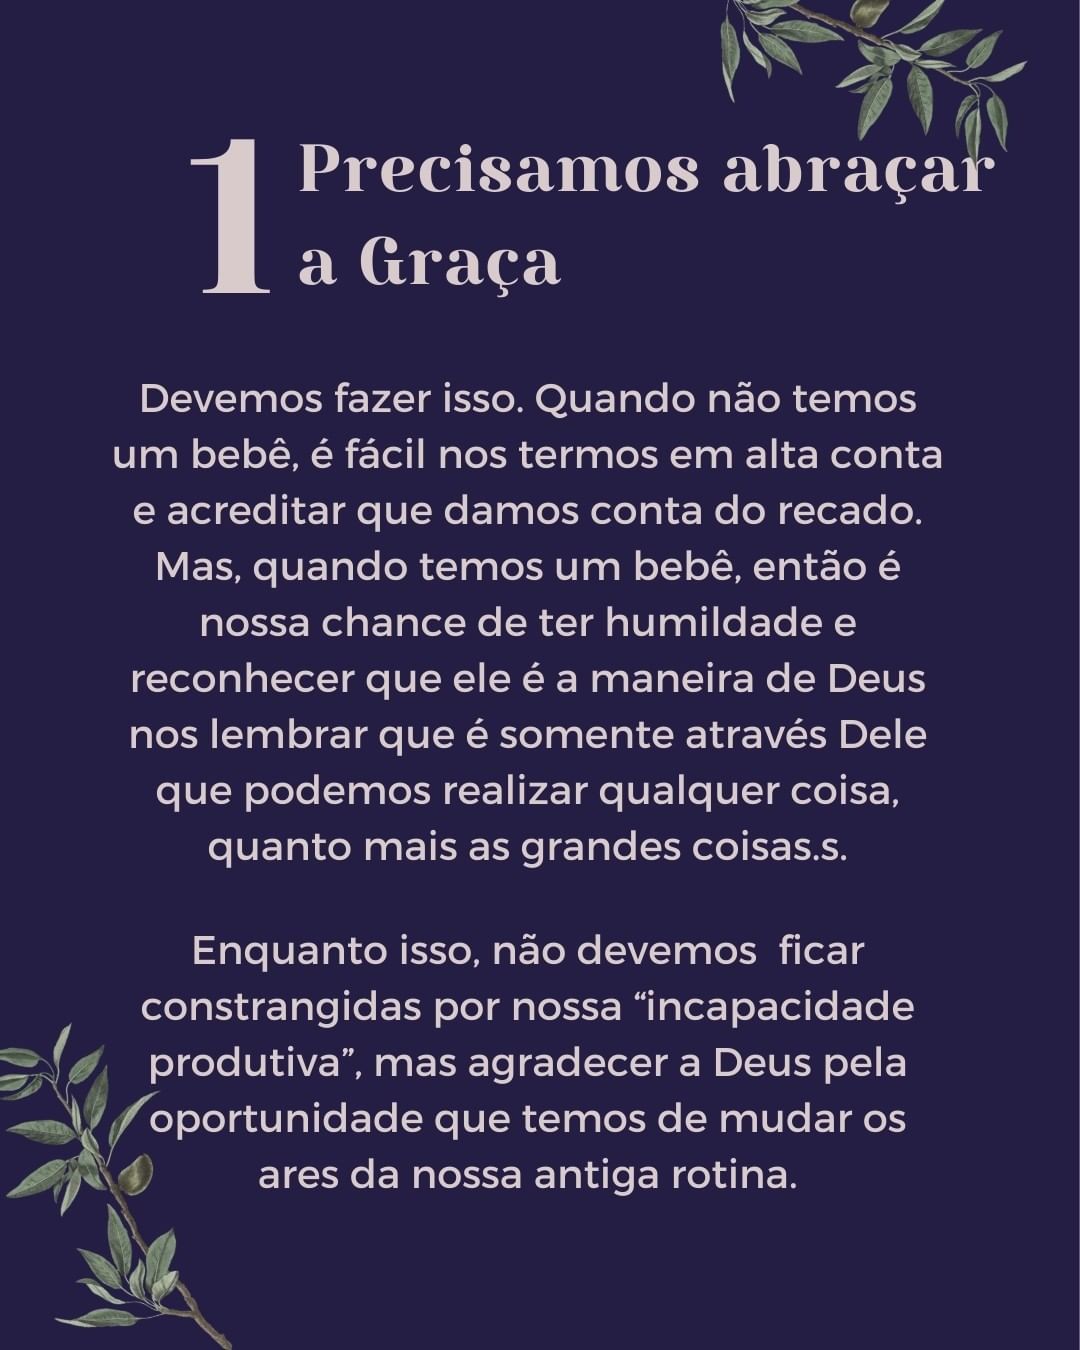 1 Precisamos abraçar
a Graça
Devemos fazer isso. Quando não temos
um bebê, é fácil nos termos em alta conta
e acreditar que damos conta do recado.
Mas, quando temos um bebê, então é
nossa chance de ter humildade e
reconhecer que ele é a maneira de Deus
nos lembrar que é somente através Dele
que podemos realizar qualquer coisa,
quanto mais as grandes coisas.s.
Enquanto isso, não devemos  ficar
constrangidas por nossa “incapacidade
produtiva”, mas agradecer a Deus pela
oportunidade que temos de mudar os
ares da nossa antiga rotina.